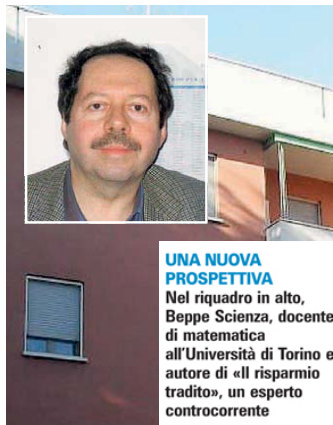 UNA NUOVA
PROSPETTIVA
Nel riquadro in alto,
Beppe Scienza, docente
di matematica
all'Università di Torino e
autore di «Il risparmio
tradito», un esperto
controcorrente